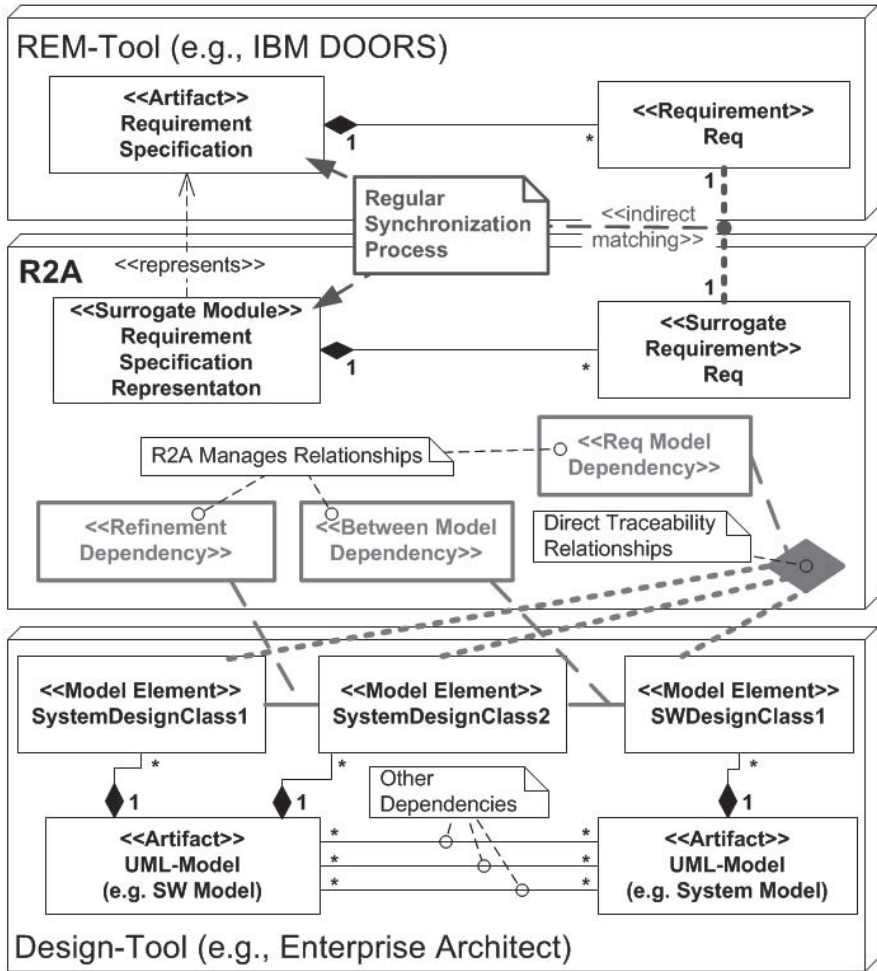 REM-Tool (e.g., IBM DOORS)
<<Artifact>>
Requirement
Specification
1
*
<<Requirement>>
Req
1
Regular
Synchronization
Process
<<indirect
matching>>
R2A
<<represents>>
1
<<Surrogate Module>>
Requirement
Specification
Representaton
1
*
<<Surrogate
Requirement>>
Req
R2A Manages Relationships
<<Req Model
Dependency>>
<<Refinement
Dependency>>
<<Between Model
Dependency>>
Direct Traceability
Relationships
<<Model Element>>
SystemDesignClass1
<<Model Element>>
SystemDesignClass2
<<Model Element>>
SWDesignClass1
*
*
*
1
1
1
Other
Dependencies
<<Artifact>>
UML-Model
(e.g. SW Model)
*
*
*
*
*
*
<<Artifact>>
UML-Model
(e.g. System Model)
Design-Tool (e.g., Enterprise Architect)